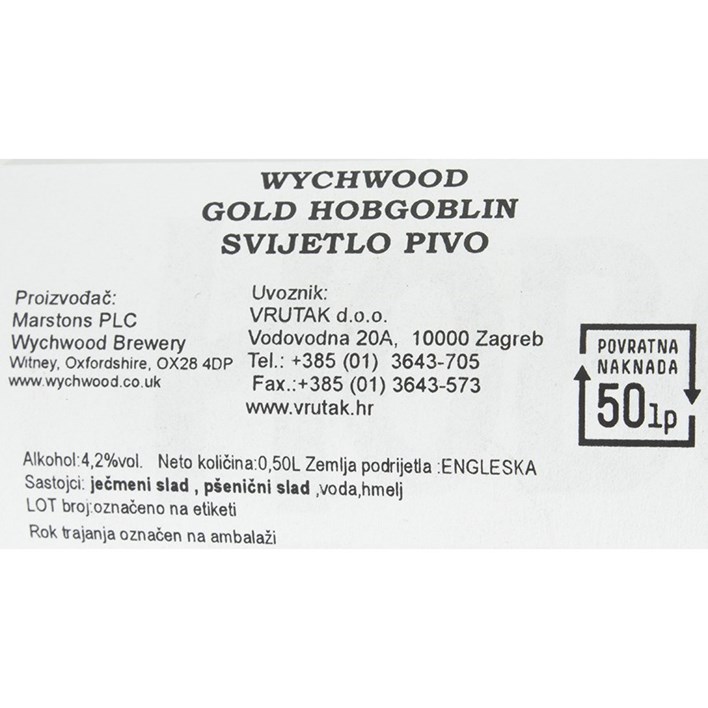 WYCHWOOD
GOLD HOBGOBLIN
SVIJETLO PIVO
Proizvođač:
Marstons PLC
Wychwood Brewery
Witney, Oxfordshire, OX28 4DP
www.wychwood.co.uk
Uvoznik:
VRUTAK d.o.o.
Vodovodna 20A, 10000 Zagreb
Tel.: +385 (01) 3643-705
Fax.:+385 (01) 3643-573
www.vrutak.hr
POVRATNA
NAKNADA
50lp
Alkohol:4,2%vol. Neto količina:0,50L Zemlja podrijetla :ENGLESKA
Sastojci: ječmeni slad , pšenični slad ,voda,hmelj
LOT broj:označeno na etiketi
Rok trajanja označen na ambalaži